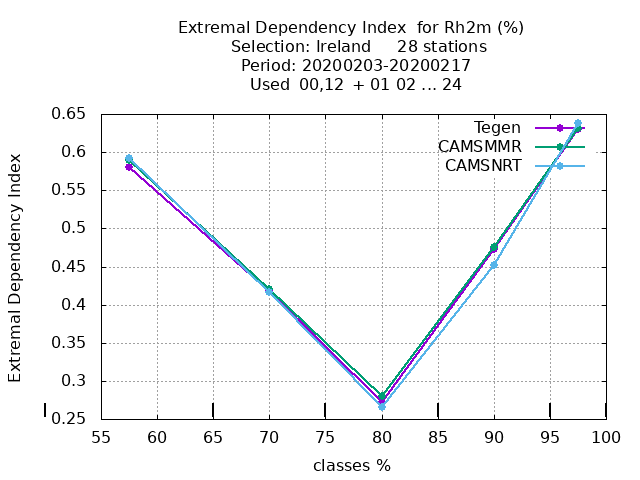 Extremal Dependency Index  for Rh2m (%)
Selection: Ireland     28 stations
Period: 20200203-20200217
Used  00,12  + 01 02 ... 24
Extremal Dependency Index
0.65
0.6
0.55
0.5
0.45
0.4
0.35
0.3
0.25
Tegen
CAMSMMR
CAMSNRT
55 60 65 70 75 80 85 90 95 100
classes %